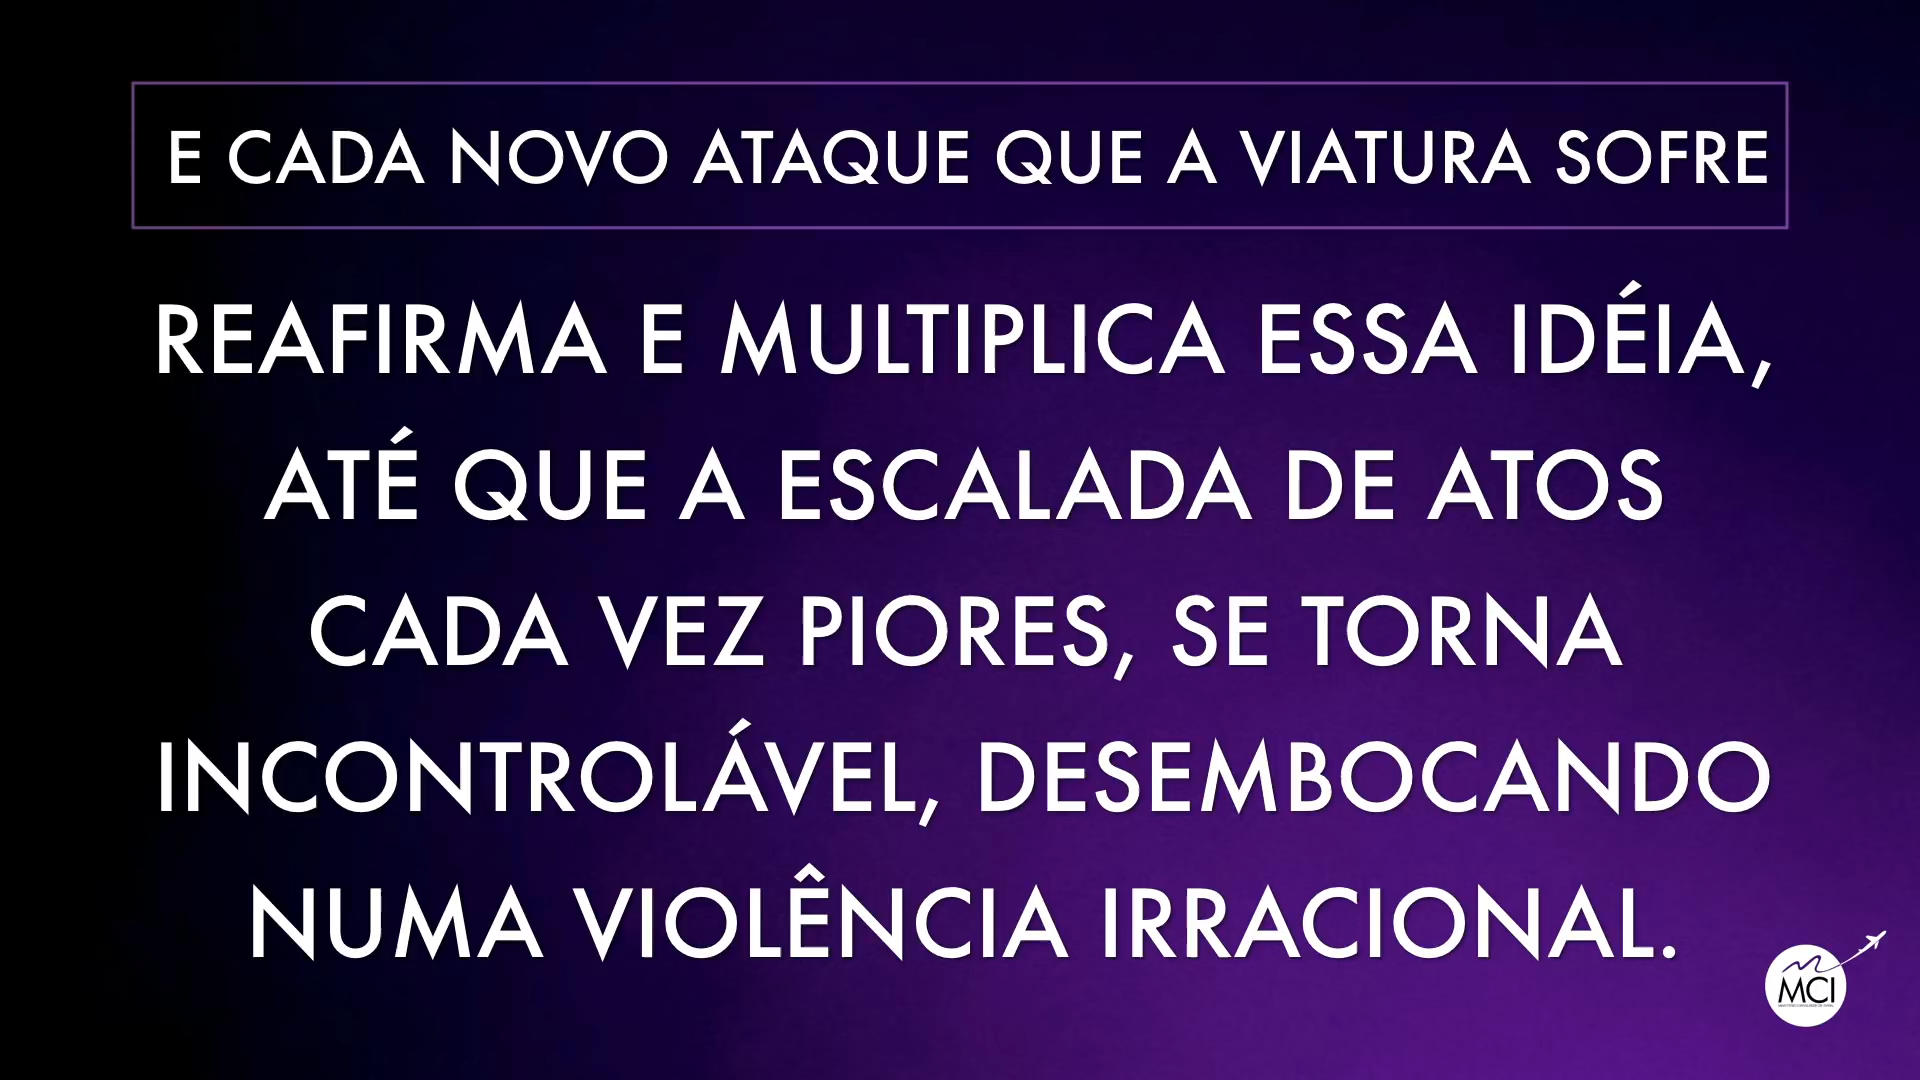 E CADA NOVO ATAQUE QUE A VIATURA SOFRE
REAFIRMA E MULTIPLICA ESSA IDÉIA,
ATÉ QUE A ESCALADA DE ATOS
CADA VEZ PIORES, SE TORNA
INCONTROLÁVEL, DESEMBOCANDO
NUMA VIOLÊNCIA IRRACIONAL.
MCI